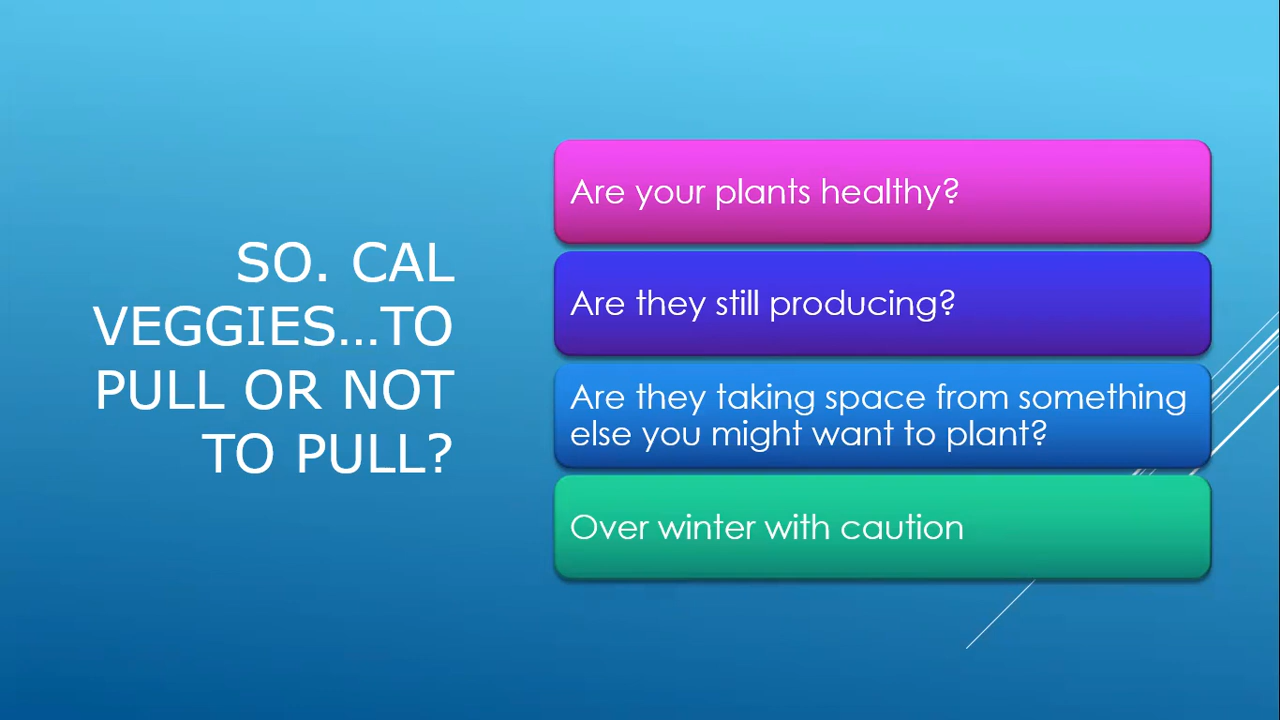 SO. CAL
VEGGIES...TO
PULL OR NOT
TO PULL?
Are your plants healthy?
Are they still producing?
Are they taking space from something
else you might want to plant?
Over winter with caution